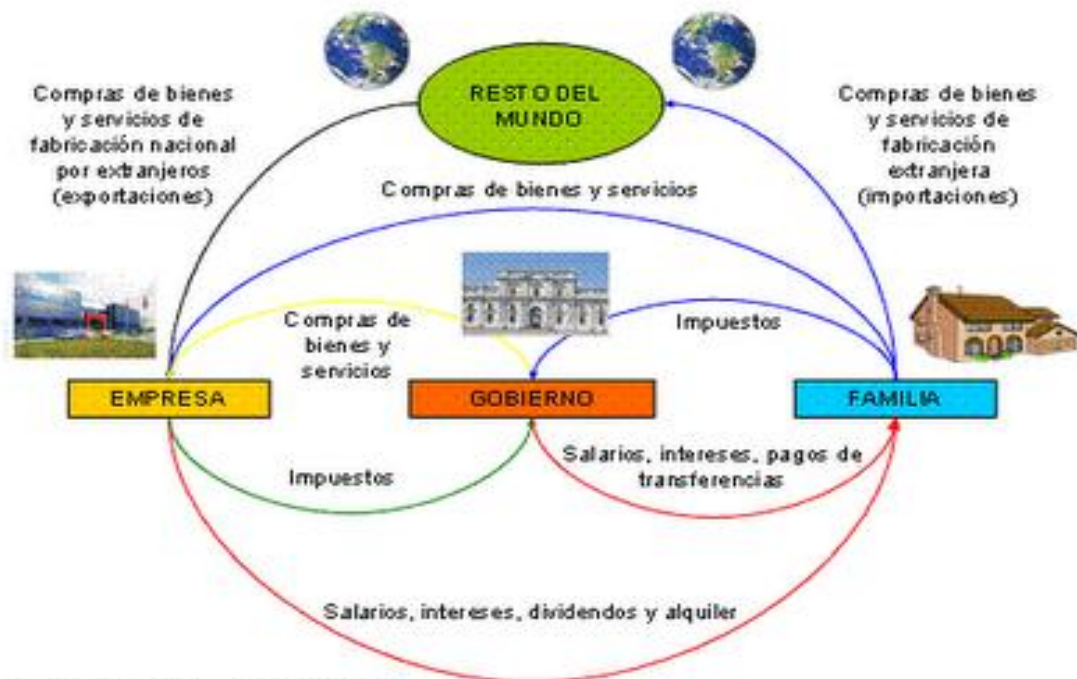 Compras de bienes
y servicios de
fabricación nacional
por extranjeros
(exportaciones)
RESTO DEL
MUNDO
Compras de bienes
y servicios de
fabricación
extranjera
(importaciones)
Compras de bienes y servicios
Compras de
bienes y
servicios
Impuestos
EMPRESA
GOBIERNO
FAMILIA
Impuestos
Salarios, intereses, pagos de
transferencias
Salarios, intereses, dividendos y alquiler